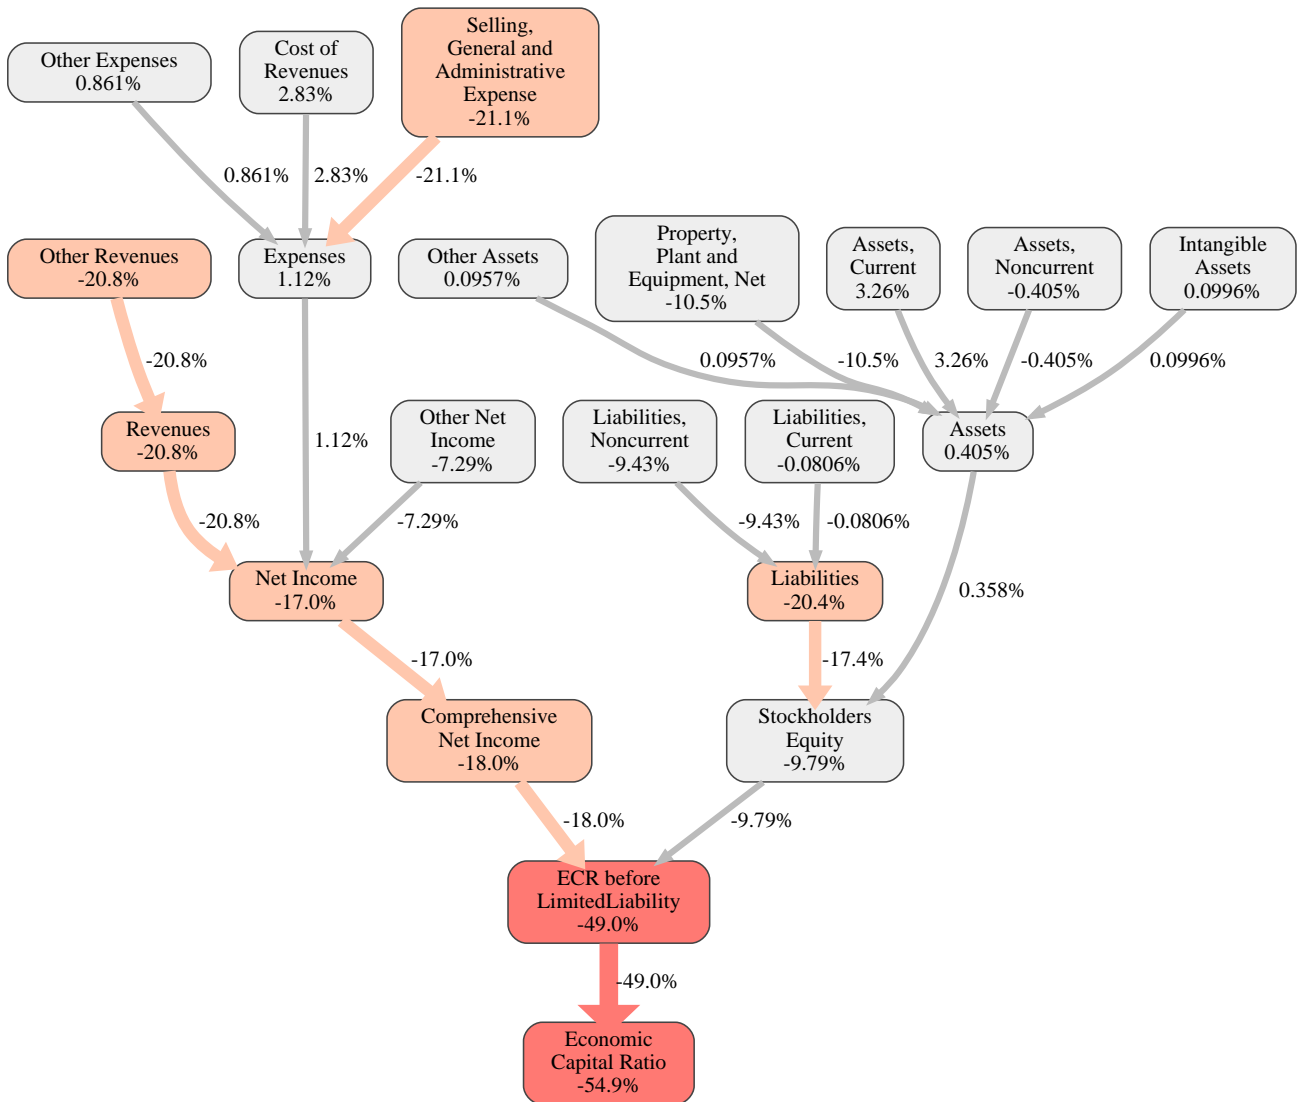 Other Expenses
0.861%
Cost of
Revenues
2.83%
Selling,
General and
Administrative
Expense
-21.1%
0.861%
2.83%
-21.1%
Other Revenues
-20.8%
Expenses
1.12%
Other Assets
0.0957%
Property,
Plant and
Equipment, Net
-10.5%
Assets,
Current
3.26%
Assets,
Noncurrent
-0.405%
Intangible
Assets
0.0996%
-20.8%
0.0957%
-10.5%
3.26%
-0.405%
0.0996%
Revenues
-20.8%
1.12%
Other Net
Income
-7.29%
Liabilities,
Noncurrent
-9.43%
Liabilities,
Current
-0.0806%
Assets
0.405%
-20.8%
-7.29%
-9.43%
-0.0806%
Net Income
-17.0%
Liabilities
-20.4%
0.358%
-17.0%
-17.4%
Comprehensive
Net Income
-18.0%
Stockholders
Equity
-9.79%
-18.0%
-9.79%
ECR before
LimitedLiability
-49.0%
-49.0%
Economic
Capital Ratio
-54.9%